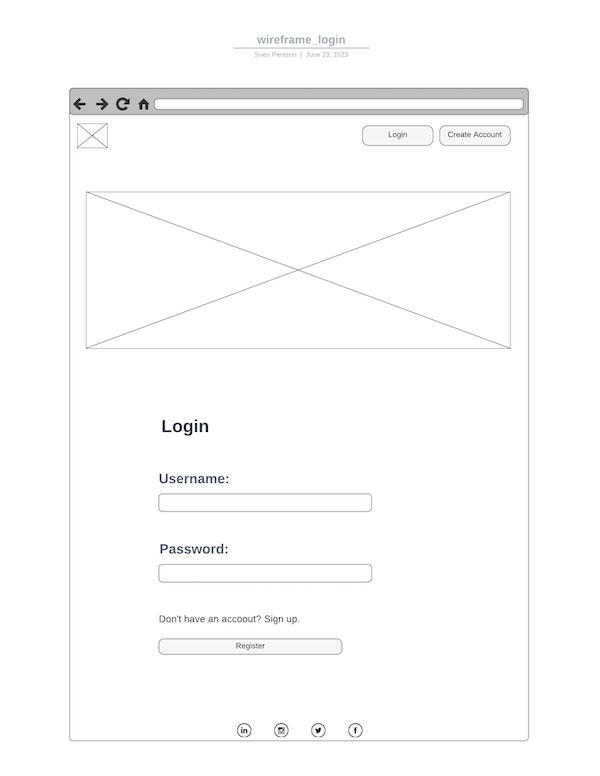 wireframe_login
Sven Persson | June 23, 2023
Login
Create Account
Login
Username:
Password:
Don't have an accoout? Sign up.
Register
in
f